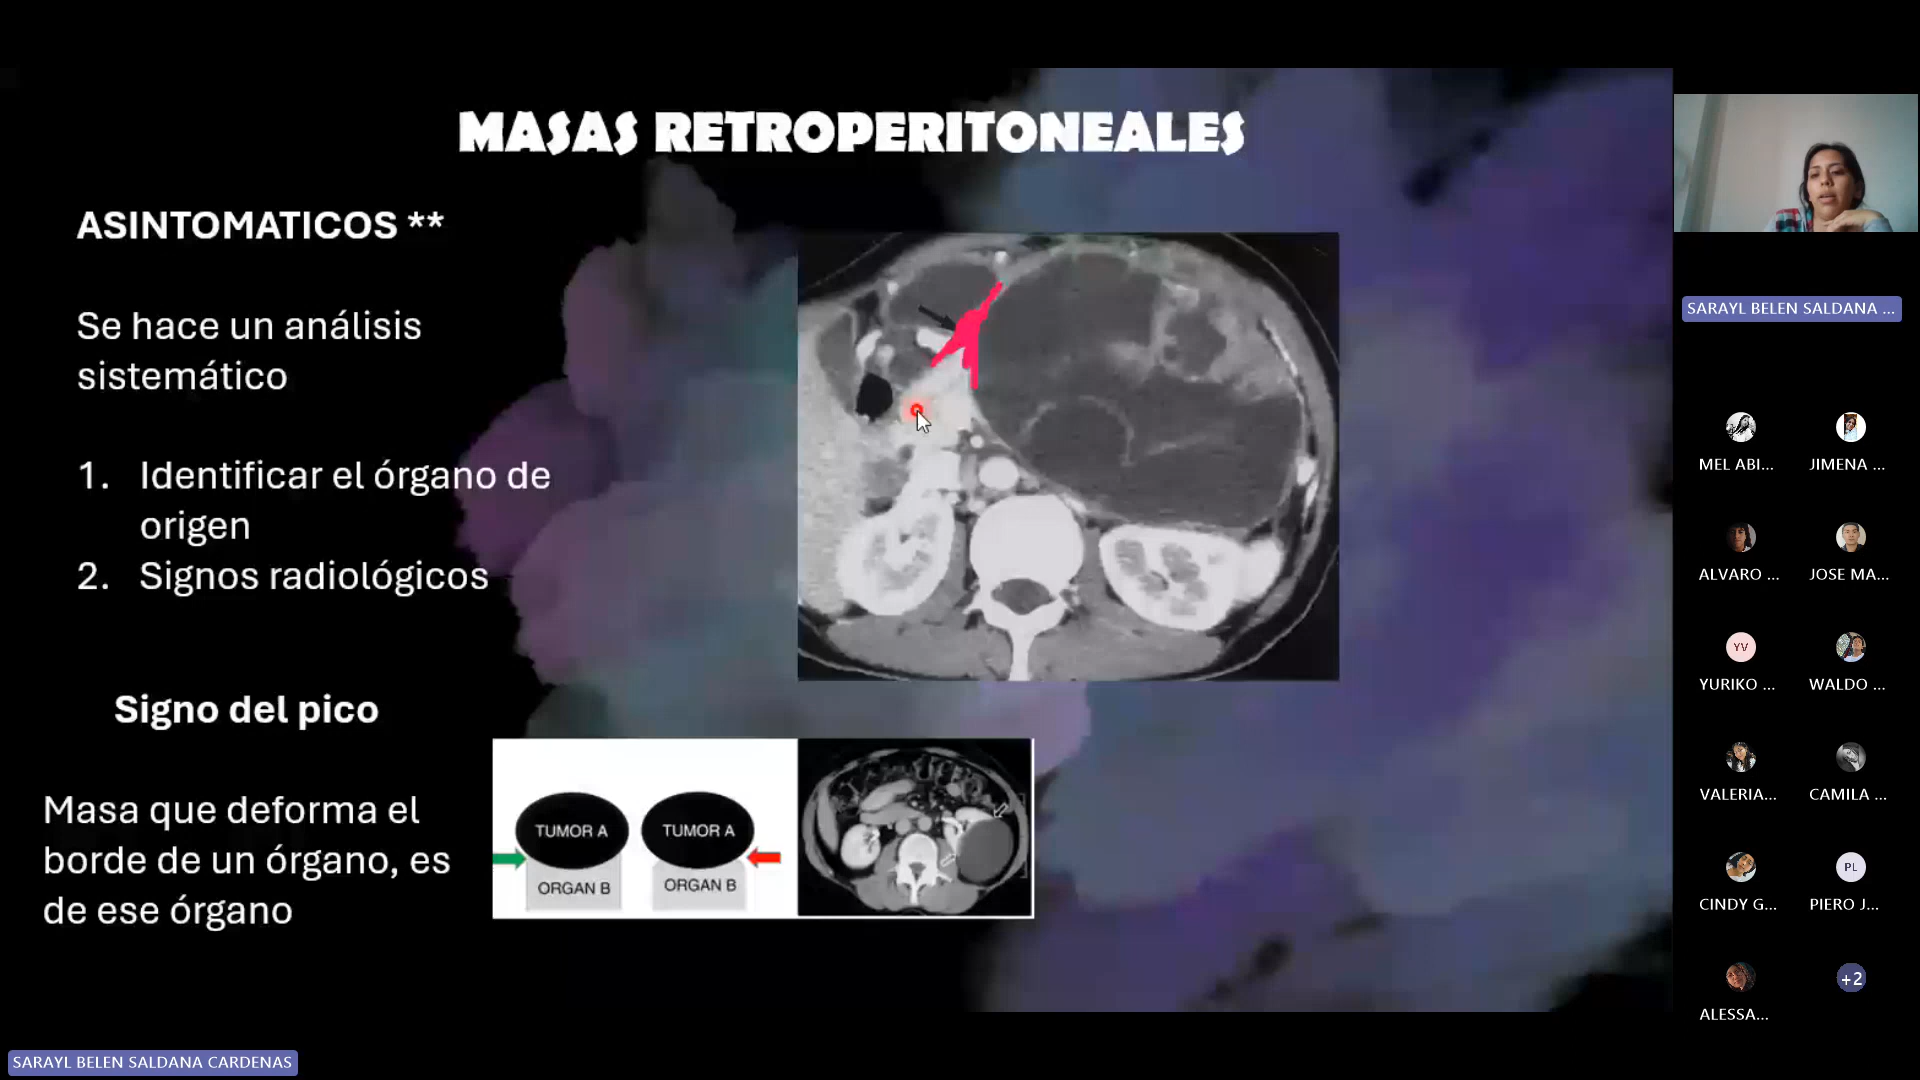 MASAS RETROPERITONEALES
ASINTOMATICOS **
Se hace un análisis
sistemático
1. Identificar el órgano de
origen
2. Signos radiológicos
Signo del pico
Masa que deforma el
borde de un órgano, es
de ese órgano
TUMOR A
TUMOR A
ORGAN B
ORGAN B
SARAYL BELEN SALDANA ...
MEL ABI...
JIMENA ...
ALVARO ...
JOSE MA...
YV
YURIKO ...
WALDO ...
VALERIA...
CAMILA ...
CINDY G...
PL
PIERO J...
ALESSA...
+2
SARAYL BELEN SALDANA CARDENAS